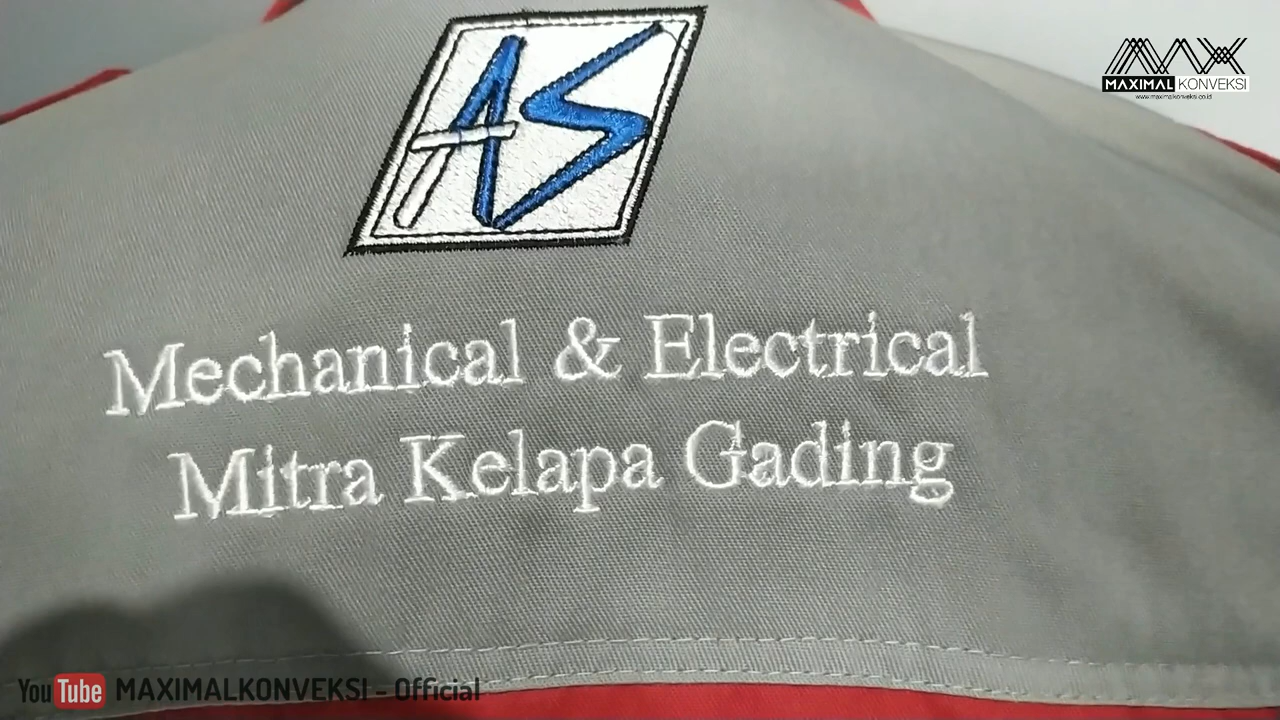 AS
MAXIMAL KONVEKSI
www.maximalkonveksi.co.id
Mechanical & Electrical
Mitra Kelapa Gading
YouTube MAXIMALKONVEKSI - Official